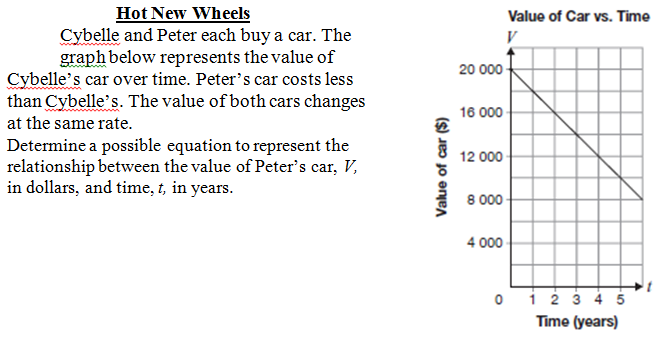 Hot New Wheels
Cybelle and Peter each buy a car. The
graph below represents the value of
Cybelle's car over time. Peter's car costs less
than Cybelle's. The value of both cars changes
at the same rate.
Determine a possible equation to represent the
relationship between the value of Peter's car, V,
in dollars, and time, t, in years.
Value of Car vs. Time
V
20 000
16 000
12 000
8 000
4 000
Value of car ($)
0 1 2 3 4 5
t
Time (years)